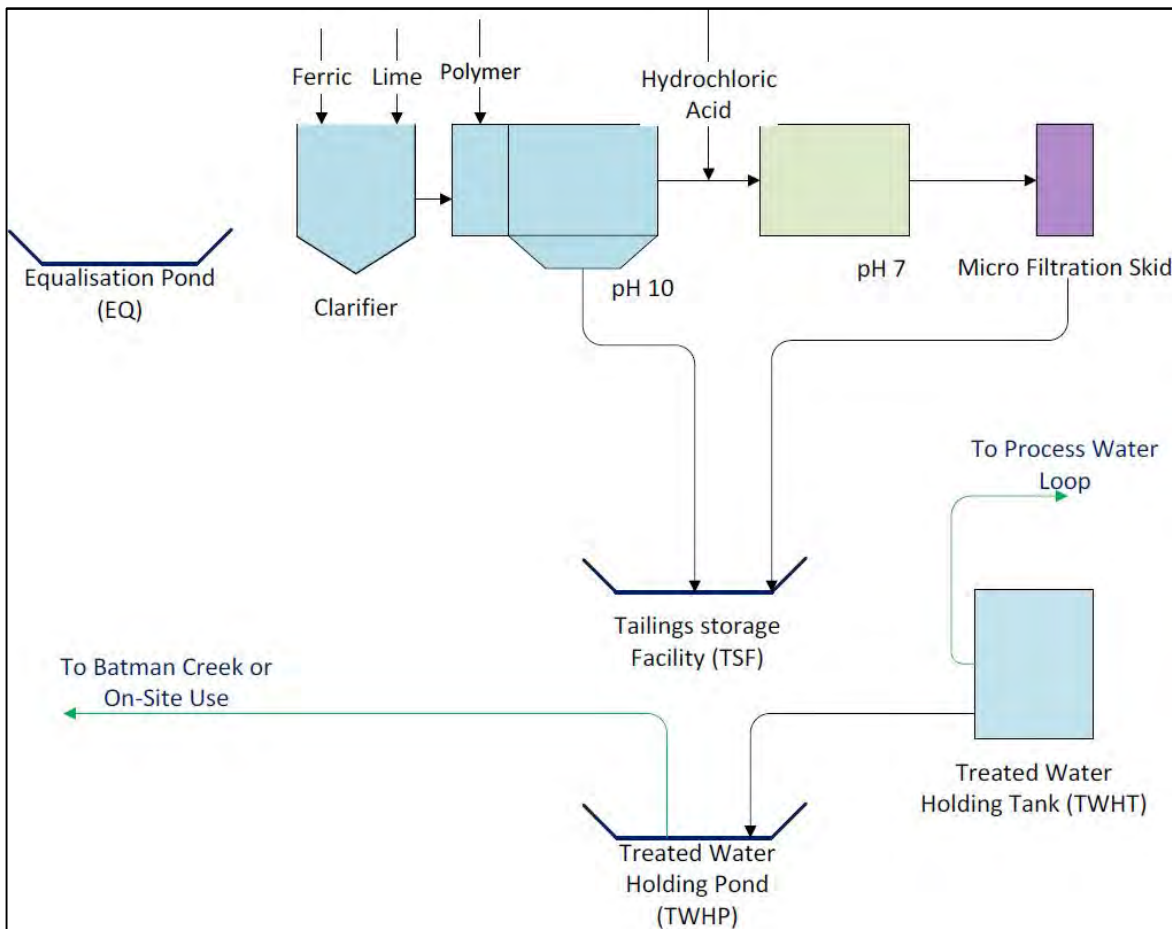 Ferric Lime Polymer
Hydrochloric
Acid
Equalisation Pond
(EQ)
Clarifier
pH 10
pH 7
Micro Filtration Skid
To Process Water
Loop
Tailings storage
Facility (TSF)
To Batman Creek or
On-Site Use
Treated Water
Holding Tank (TWHT)
Treated Water
Holding Pond
(TWHP)